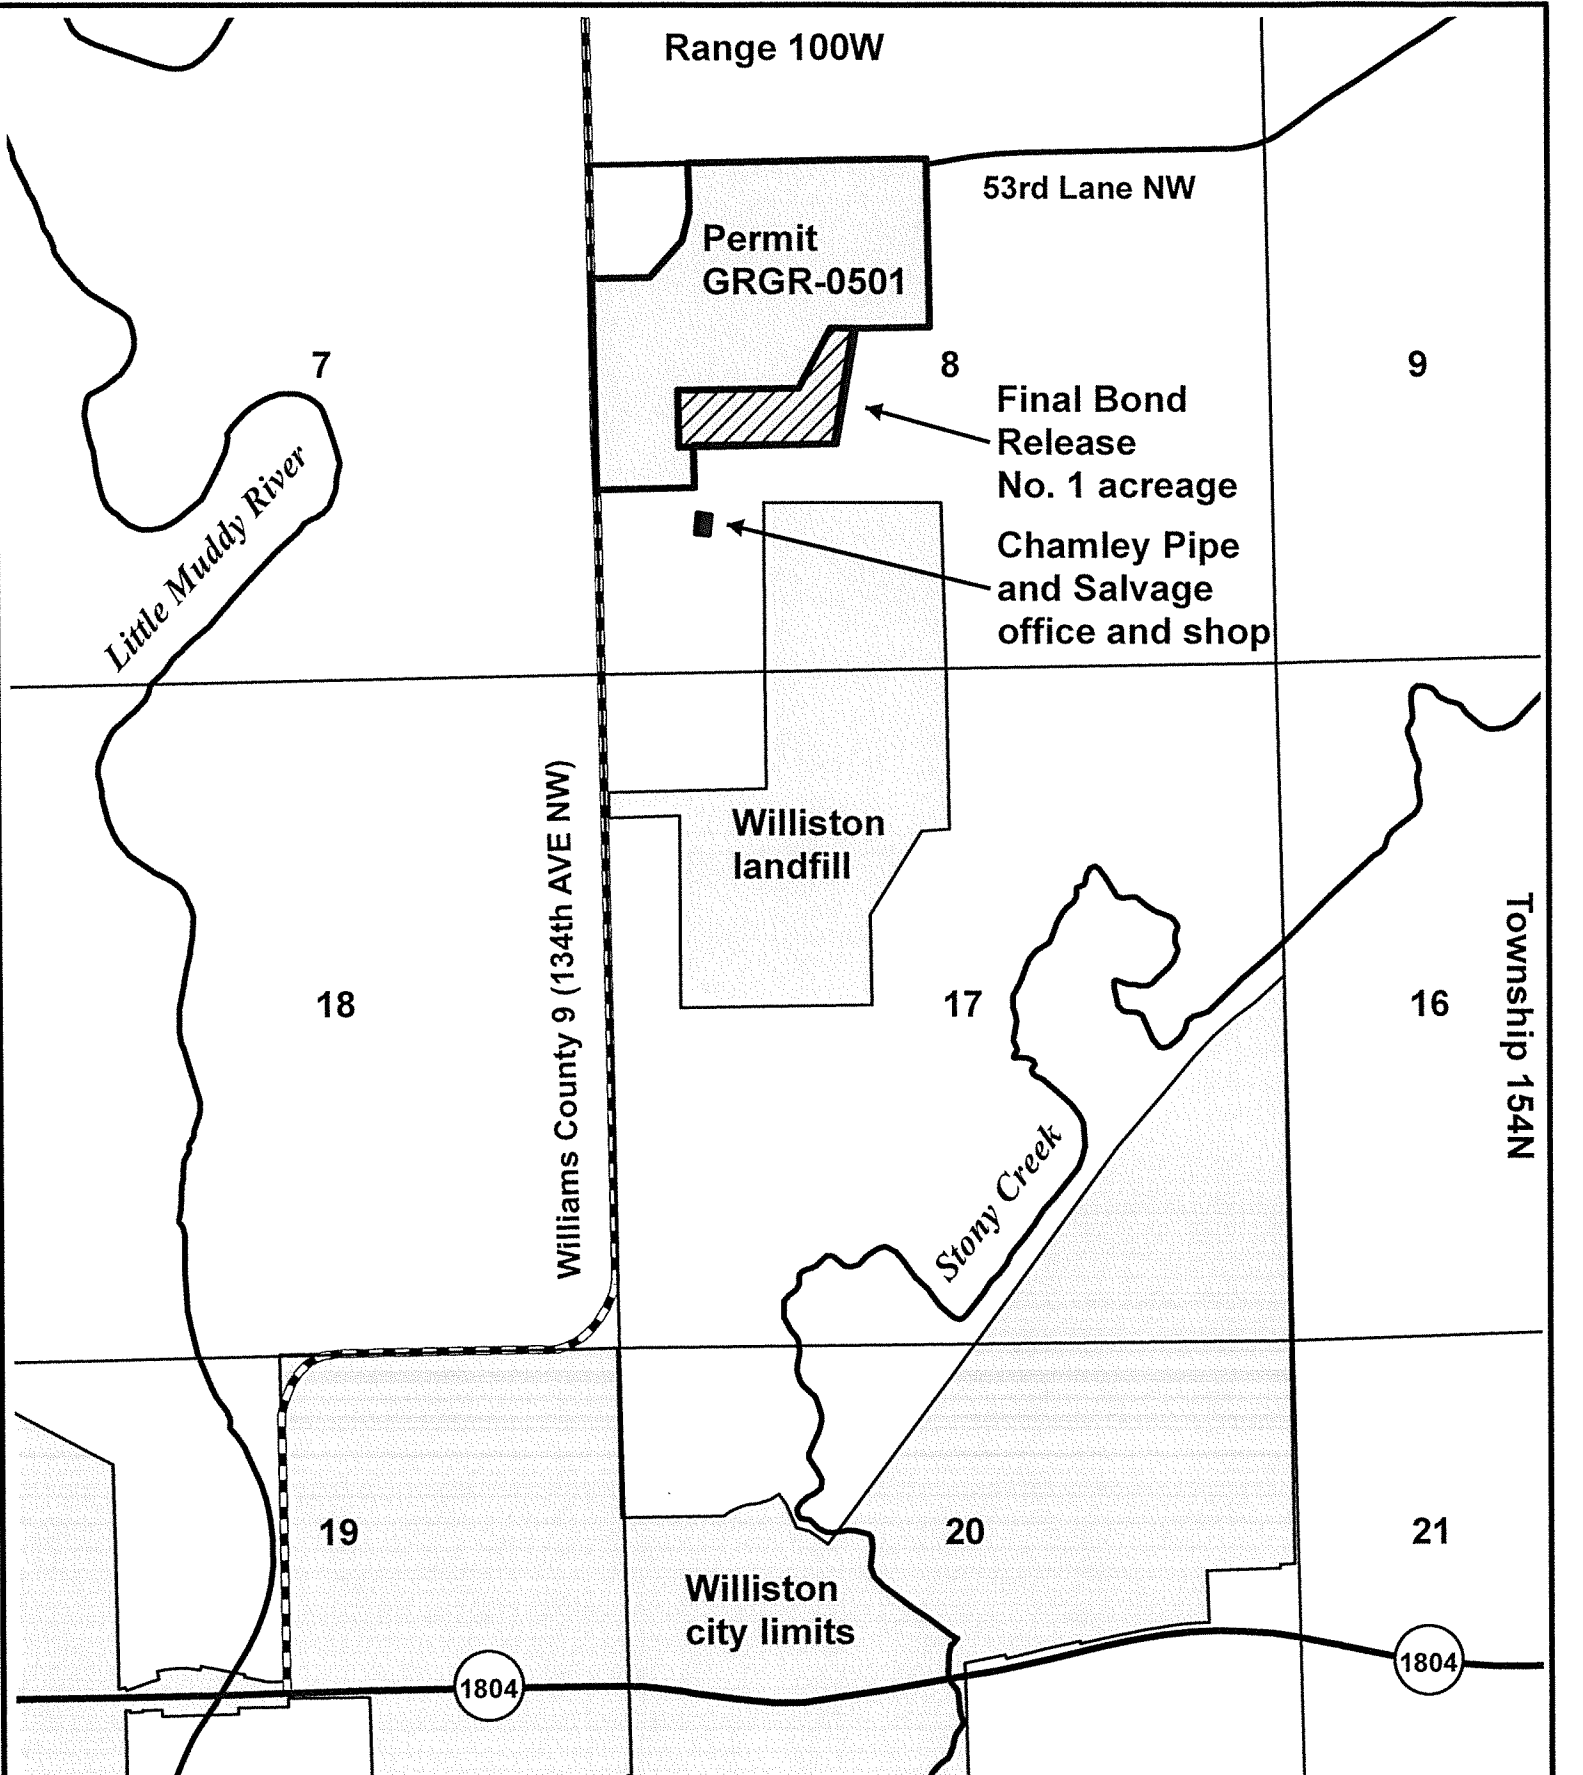 Range 100W
53rd Lane NW
Permit
GRGR-0501
7
8
9
Final Bond
Release
No. 1 acreage
Little Muddy River
Chamley Pipe
and Salvage
office and shop
Williams County 9 (134th AVE NW)
Williston
landfill
Township 154N
18
17
16
Stony Creek
19
20
21
Williston
city limits
1804
1804